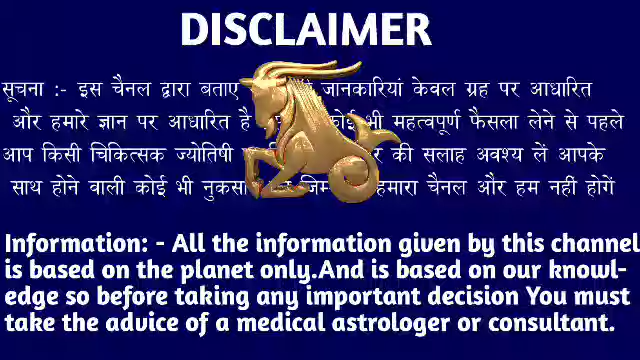 DISCLAIMER
सूचना :- इस चैनल द्वारा बताए जानकारियां केवल ग्रह पर आधारित
और हमारे ज्ञान पर आधारित है कोई भी महत्वपूर्ण फैसला लेने से पहले
आप किसी चिकित्सक ज्योतिषी की सलाह अवश्य लें आपके
साथ होने वाली कोई भी हमारा चैनल और हम नहीं होगें
Information: - All the information given by this channel
is based on the planet only.And is based on our knowl-
edge so before taking any important decision You must
take the advice of a medical astrologer or consultant.